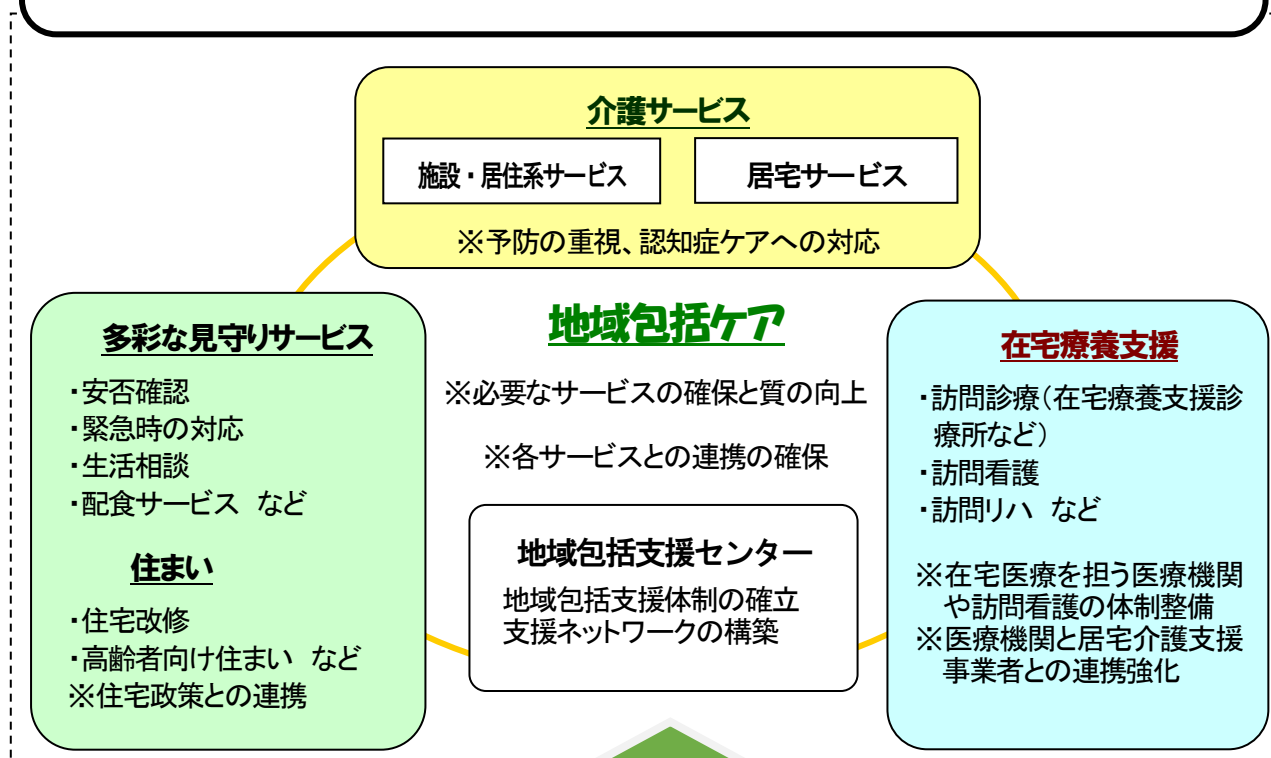 介護サービス
施設・居住系サービス
居宅サービス
※予防の重視、認知症ケアへの対応
地域包括ケア
※必要なサービスの確保と質の向上
※各サービスとの連携の確保
多彩な見守りサービス
・安否確認
・緊急時の対応
・生活相談
・配食サービス など
住まい
・住宅改修
・高齢者向け住まい など
※住宅政策との連携
地域包括支援センター
地域包括支援体制の確立
支援ネットワークの構築
在宅療養支援
・訪問診療（在宅療養支援診
療所など）
・訪問看護
・訪問リハ など
※在宅医療を担う医療機関
や訪問看護の体制整備
※医療機関と居宅介護支援
事業者との連携強化